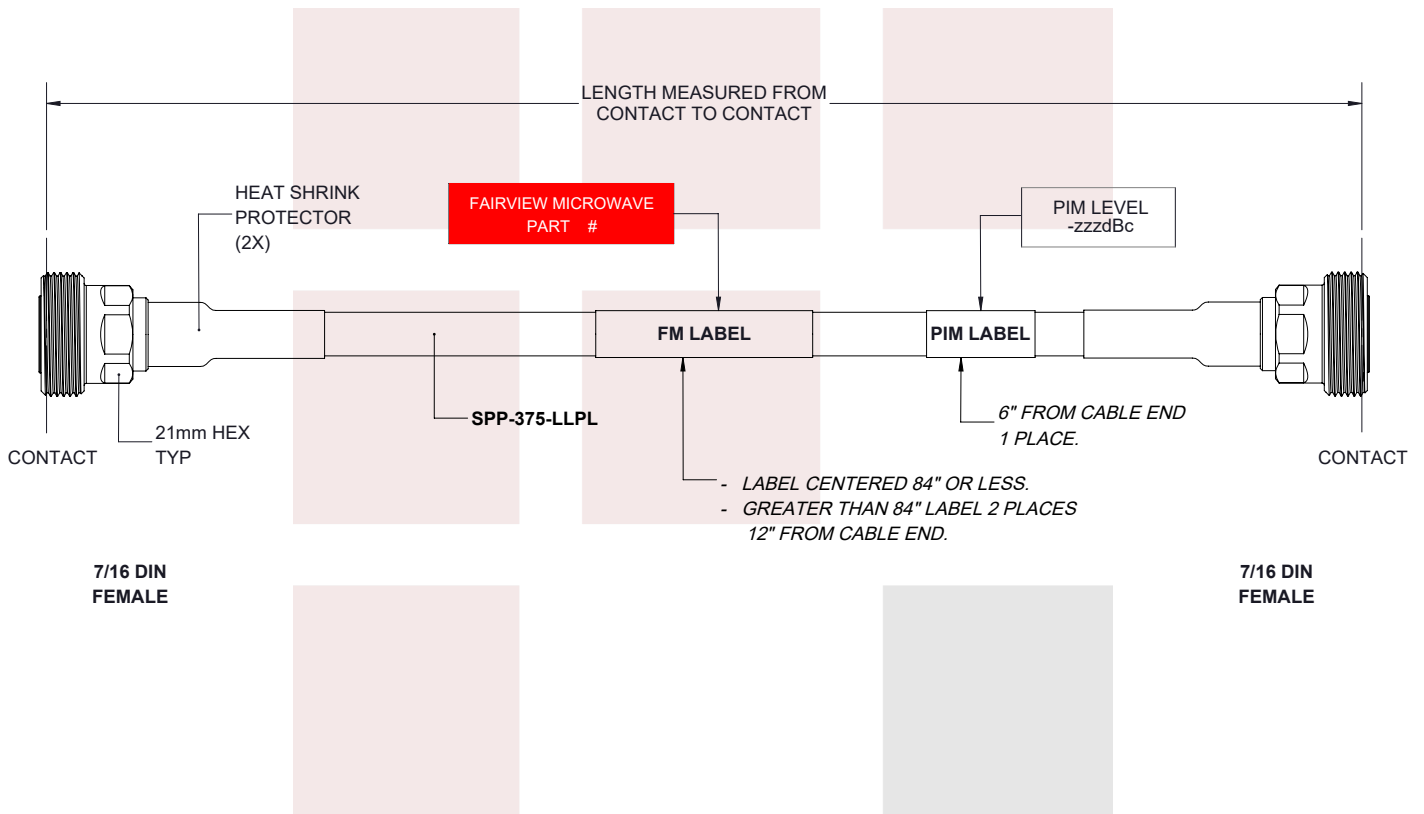 LENGTH MEASURED FROM
CONTACT TO CONTACT
HEAT SHRINK
PROTECTOR
(2X)
FAIRVIEW MICROWAVE
PART #
PIM LEVEL
-zzzdBc
FM LABEL
PIM LABEL
SPP-375-LLPL
6" FROM CABLE END
1 PLACE.
21mm HEX
TYP
CONTACT
CONTACT
- LABEL CENTERED 84" OR LESS.
- GREATER THAN 84" LABEL 2 PLACES
12" FROM CABLE END.
7/16 DIN
FEMALE
7/16 DIN
FEMALE